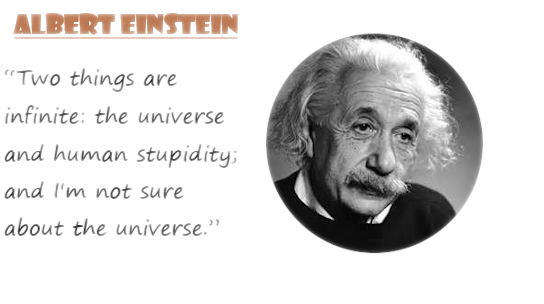 ALBERT EINSTEIN
“Two things are
infinite: the universe
and human stupidity;
and I'm not sure
about the universe.”